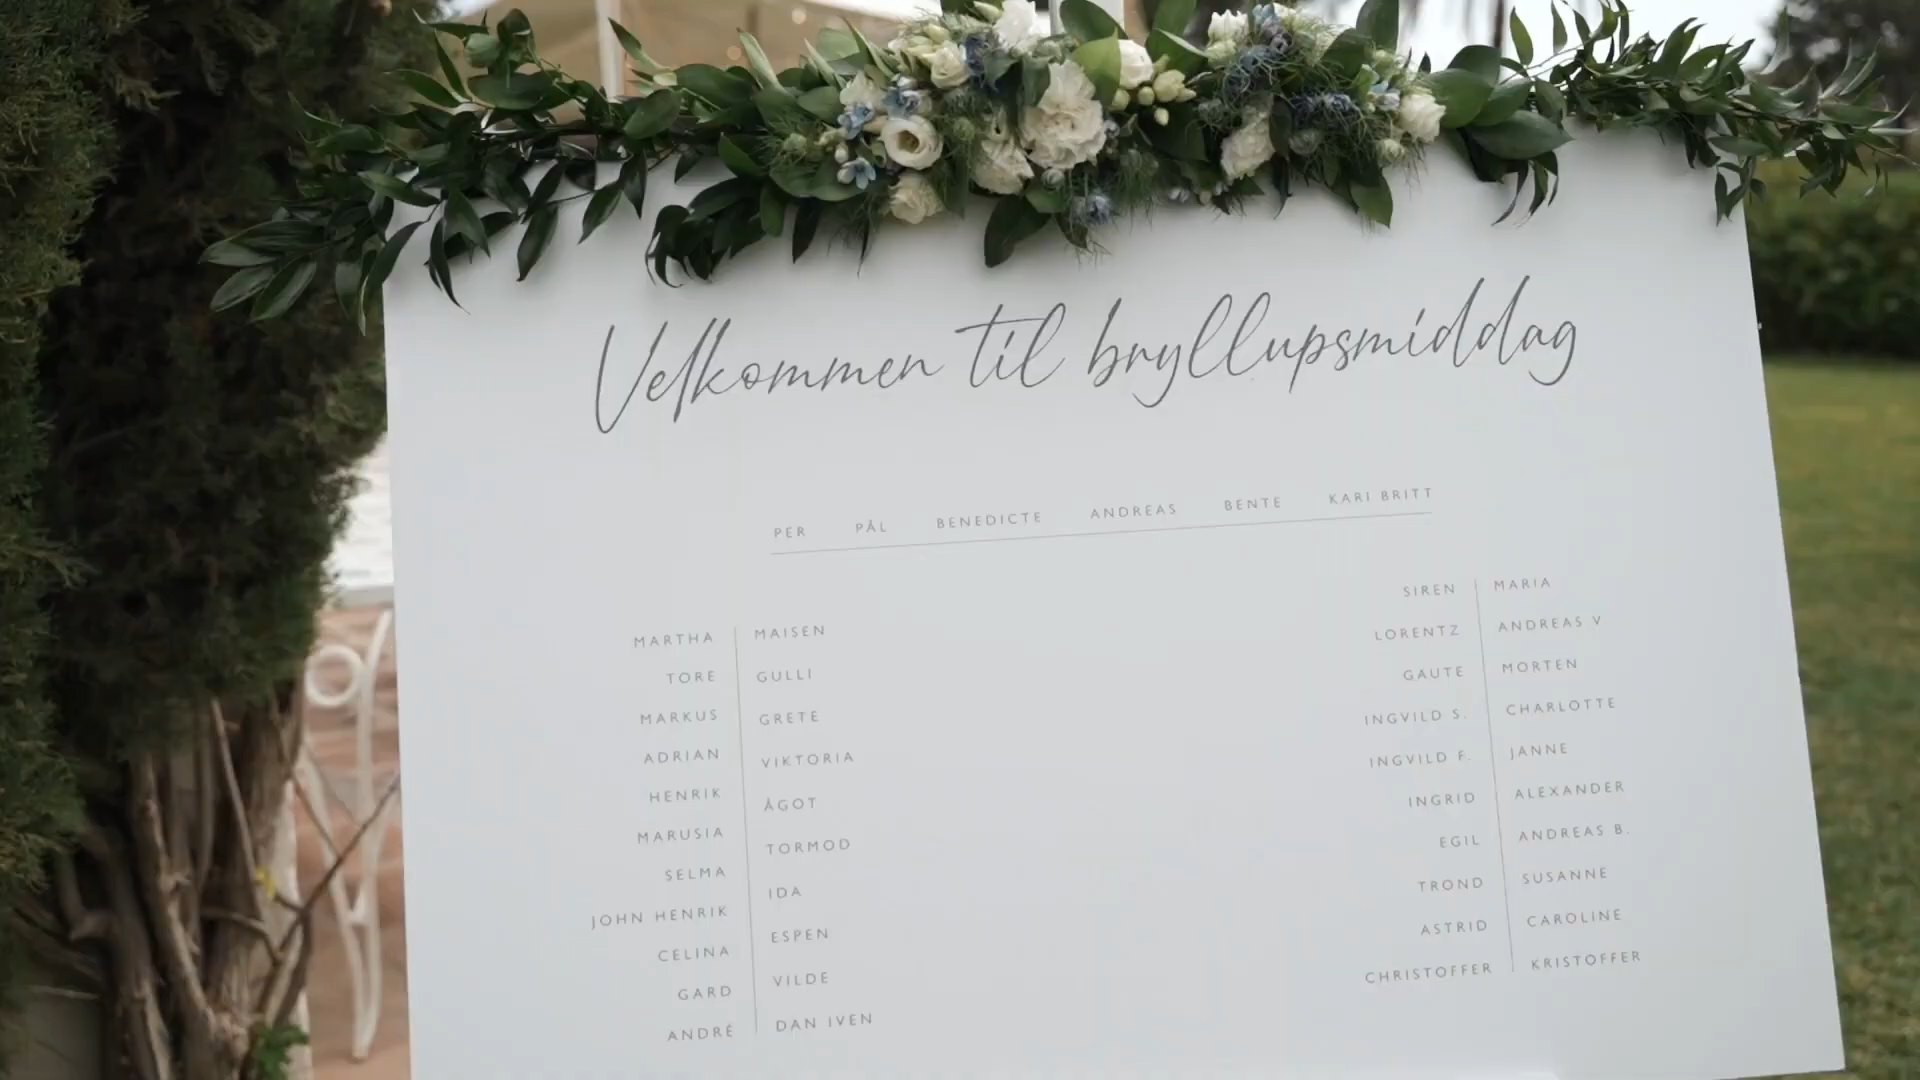 Velkommen til bryllupsmiddag
PER PÅL BENEDICTE ANDREAS BENTE KARI BRITT
MARTHA MAISEN
TORE GULLI
MARKUS GRETE
ADRIAN VIKTORIA
HENRIK ÅGOT
MARUSIA TORMOD
SELMA IDA
JOHN HENRIK ESPEN
CELINA VILDE
GARD DAN IVEN
ANDRÉ
SIREN MARIA
LORENTZ ANDREAS V
GAUTE MORTEN
INGVILD S. CHARLOTTE
INGVILD F. JANNE
INGRID ALEXANDER
EGIL ANDREAS B.
TROND SUSANNE
ASTRID CAROLINE
CHRISTOFFER KRISTOFFER